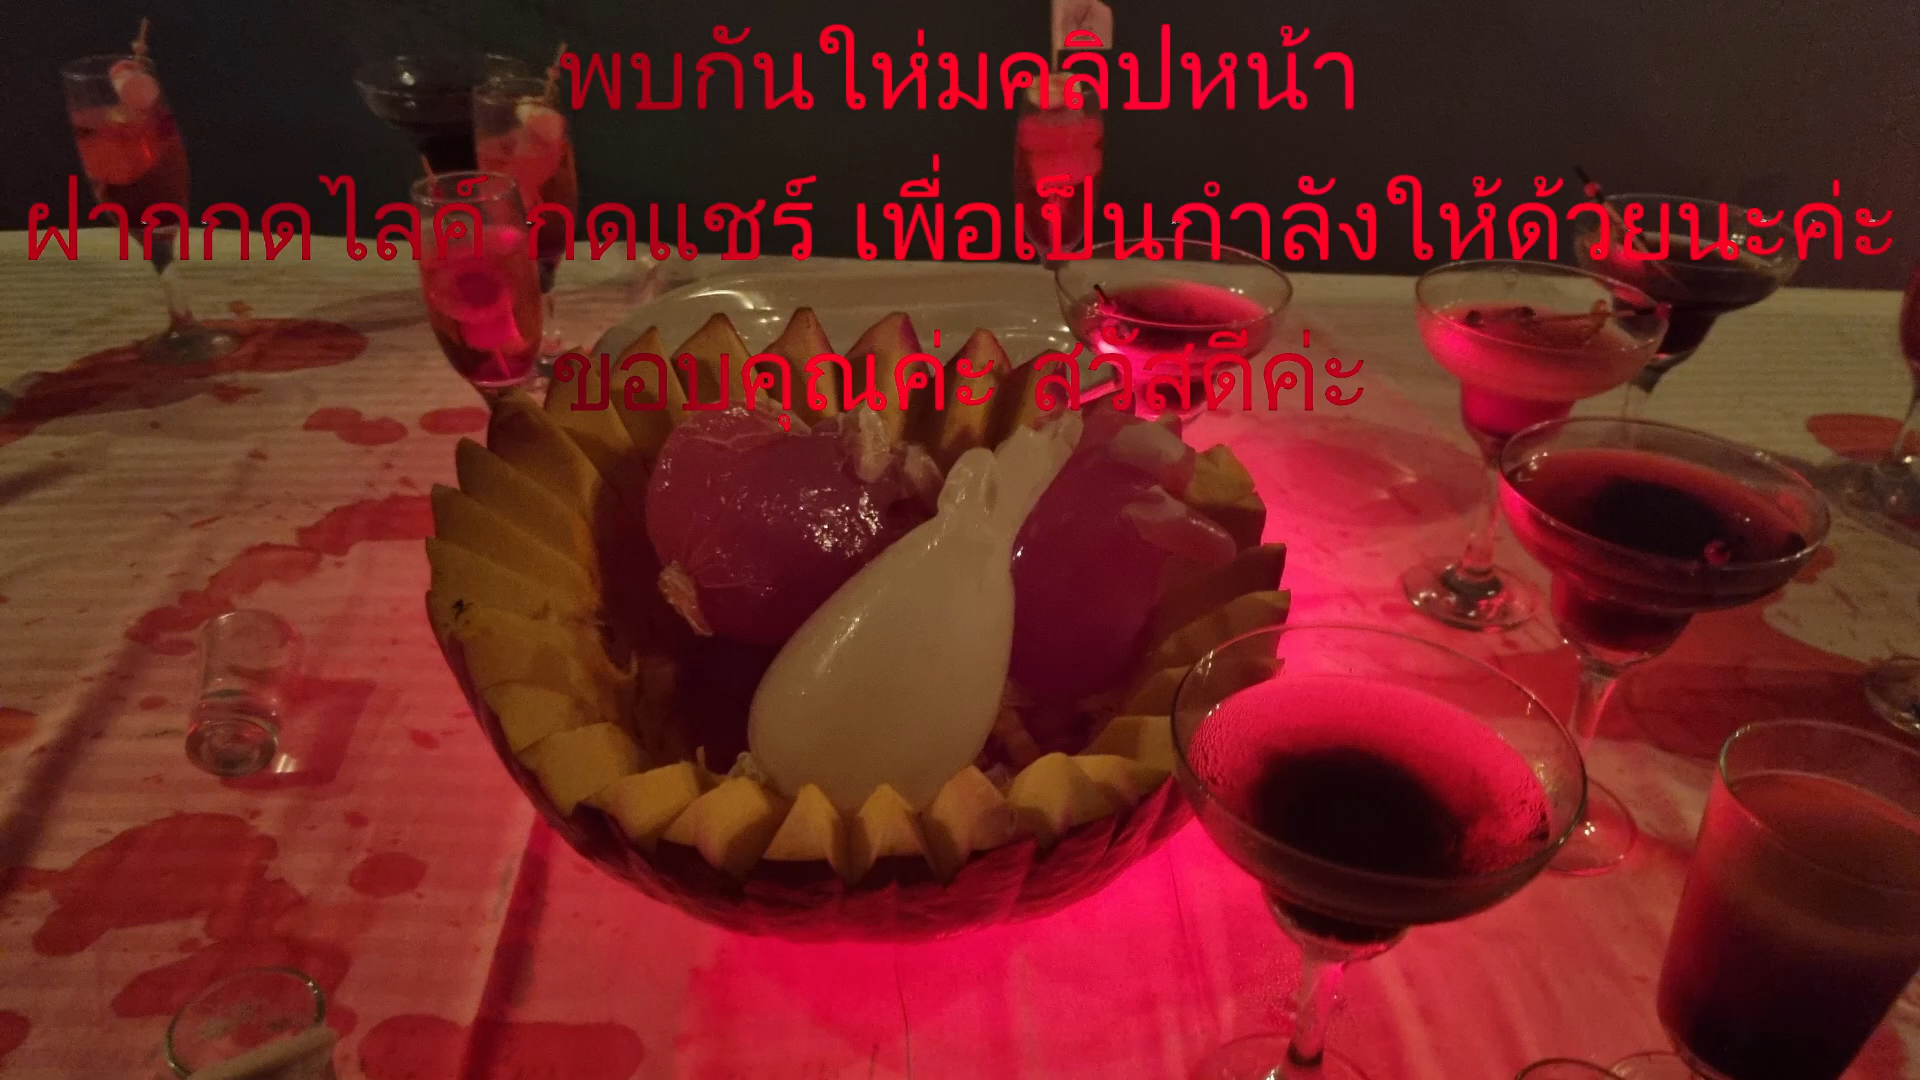 พบกันให่มคลิปหน้า
ฝากกดไลค์ กดแชร์ เพื่อเป็นกำลังให้ด้วยนะค่ะ
ขอบคุณค่ะ สวัสดีค่ะ